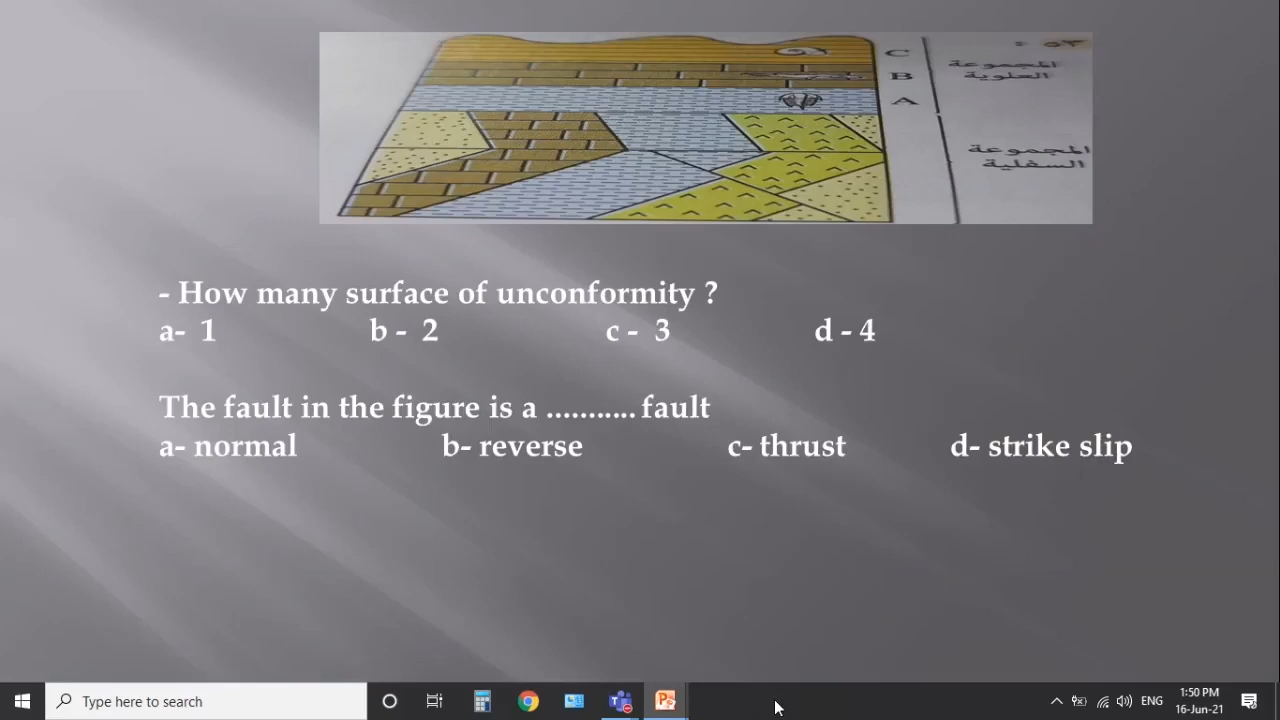 C
المجموعة
العلوية
B
A
المجموعة
السفلية
- How many surface of unconformity ?
a- 1 b - 2 c - 3 d - 4
The fault in the figure is a ........... fault
a- normal b- reverse c- thrust d- strike slip
Type here to search
ENG
1:50 PM
16-Jun-21